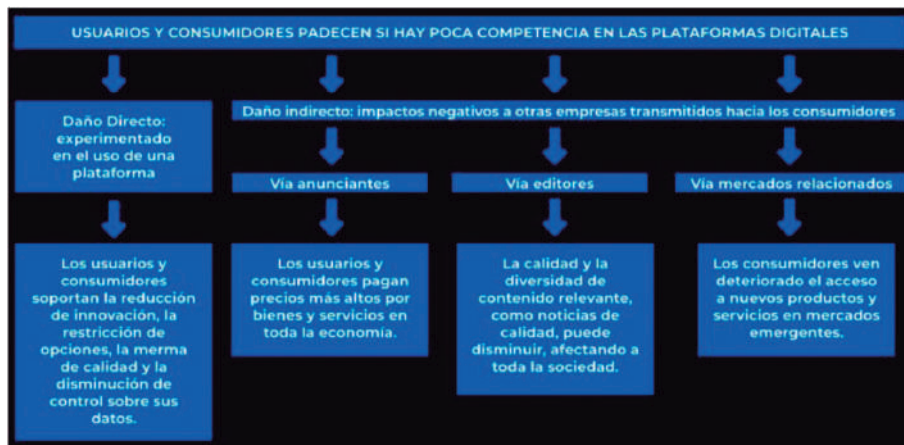 USUARIOS Y CONSUMIDORES PADECEN SI HAY POCA COMPETENCIA EN LAS PLATAFORMAS DIGITALES
Daño Directo:
experimentado
en el uso de una
plataforma
Daño indirecto: impactos negativos a otras empresas transmitidos hacia los consumidores
Vía anunciantes
Vía editores
Vía mercados relacionados
Los usuarios y
consumidores
soportan la reducción
de innovación, la
restricción de
opciones, la merma
de calidad y la
disminución de
control sobre sus
datos.
Los usuarios y
consumidores pagan
precios más altos por
bienes y servicios en
toda la economía.
La calidad y la
diversidad de
contenido relevante,
como noticias de
calidad, puede
disminuir, afectando a
toda la sociedad.
Los consumidores ven
deteriorado el acceso
a nuevos productos y
servicios en mercados
emergentes.